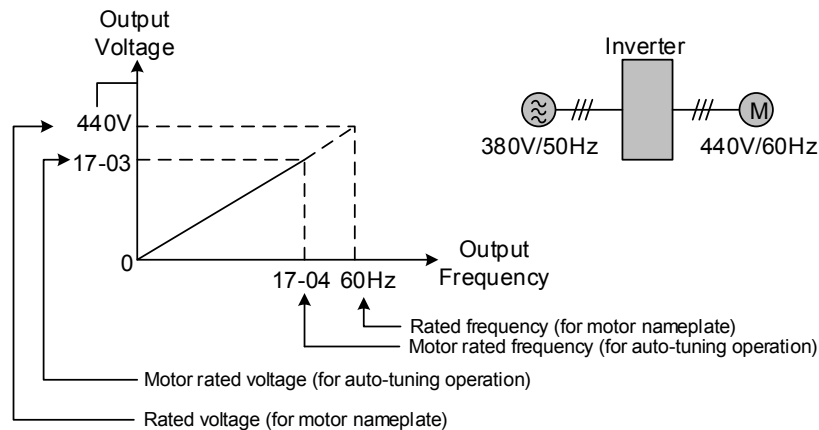 Output
Voltage
440V
17-03
0
17-04
60Hz
Output
Frequency
Inverter
M
380V/50Hz
440V/60Hz
Rated frequency (for motor nameplate)
Motor rated frequency (for auto-tuning operation)
Motor rated voltage (for auto-tuning operation)
Rated voltage (for motor nameplate)